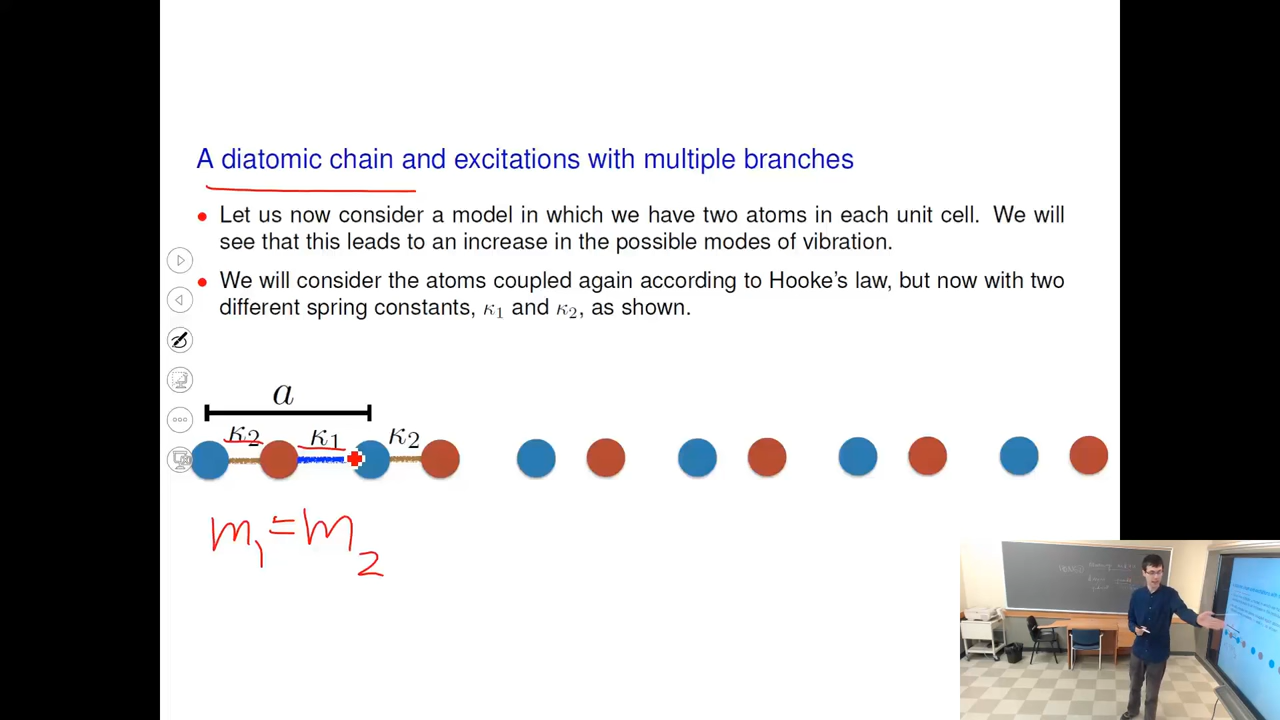 A diatomic chain and excitations with multiple branches
• Let us now consider a model in which we have two atoms in each unit cell. We will
see that this leads to an increase in the possible modes of vibration.
• We will consider the atoms coupled again according to Hooke's law, but now with two
different spring constants, κ₁ and κ₂, as shown.
a
κ₂ κ₁ κ₂
m₁ = m₂